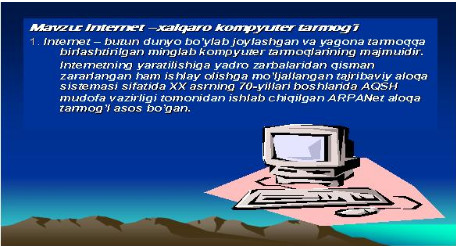 Mavzu: Internet –xalqaro kompyuter tarmog'i
1. Internet – butun dunyo bo'ylab joylashgan va yagona tarmoqqa
birlashtirilgan minglab kompyuter tarmoqlarining majmuidir.
Internetning yaratilishiga yadro zarbalaridan qisman
zararlangan ham ishlay olishga mo'ljallangan tajribaviy aloqa
sistemasi sifatida XX asrning 70-yillari boshlarida AQSH
mudofa vazirligi tomonidan ishlab chiqilgan ARPANet aloqa
tarmog'I asos bo'gan.